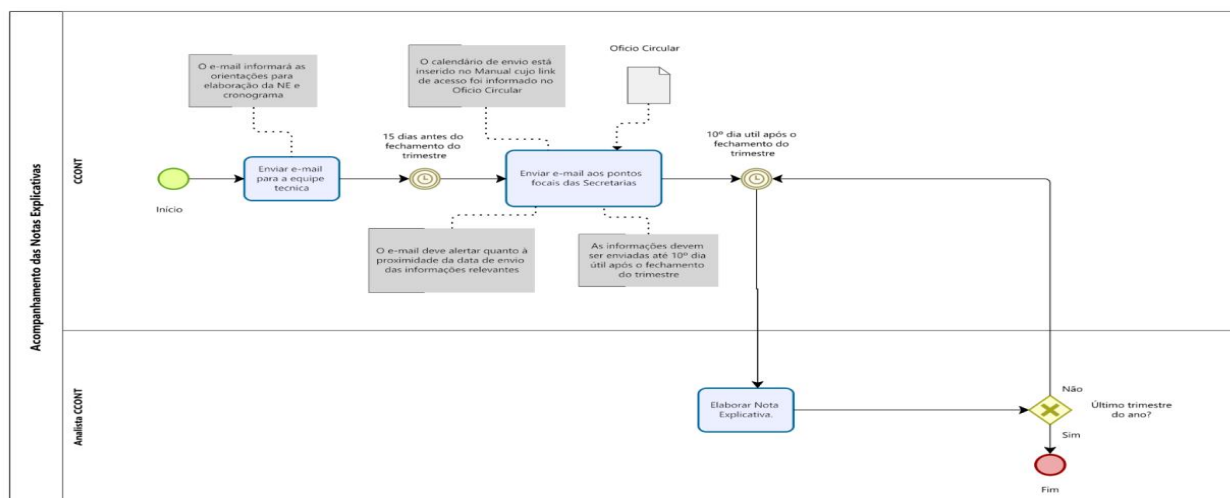 Acompanhamento das Notas Explicativas
CCONT
Início
O e-mail informará as
orientações para
elaboração da NE e
cronograma
Enviar e-mail
para a equipe
tecnica
15 dias antes do
fechamento do
trimestre
O calendário de envio está
inserido no Manual cujo link
de acesso foi informado no
Oficio Circular
Oficio Circular
Enviar e-mail aos pontos
focais das Secretarias
O e-mail deve alertar quanto à
proximidade da data de envio
das informações relevantes
As informações devem
ser enviadas até 10º dia
útil após o fechamento
do trimestre
10º dia util após o
fechamento do
trimestre
Analista CCONT
Elaborar Nota
Explicativa.
Não
Último trimestre
do ano?
Sim
Fim